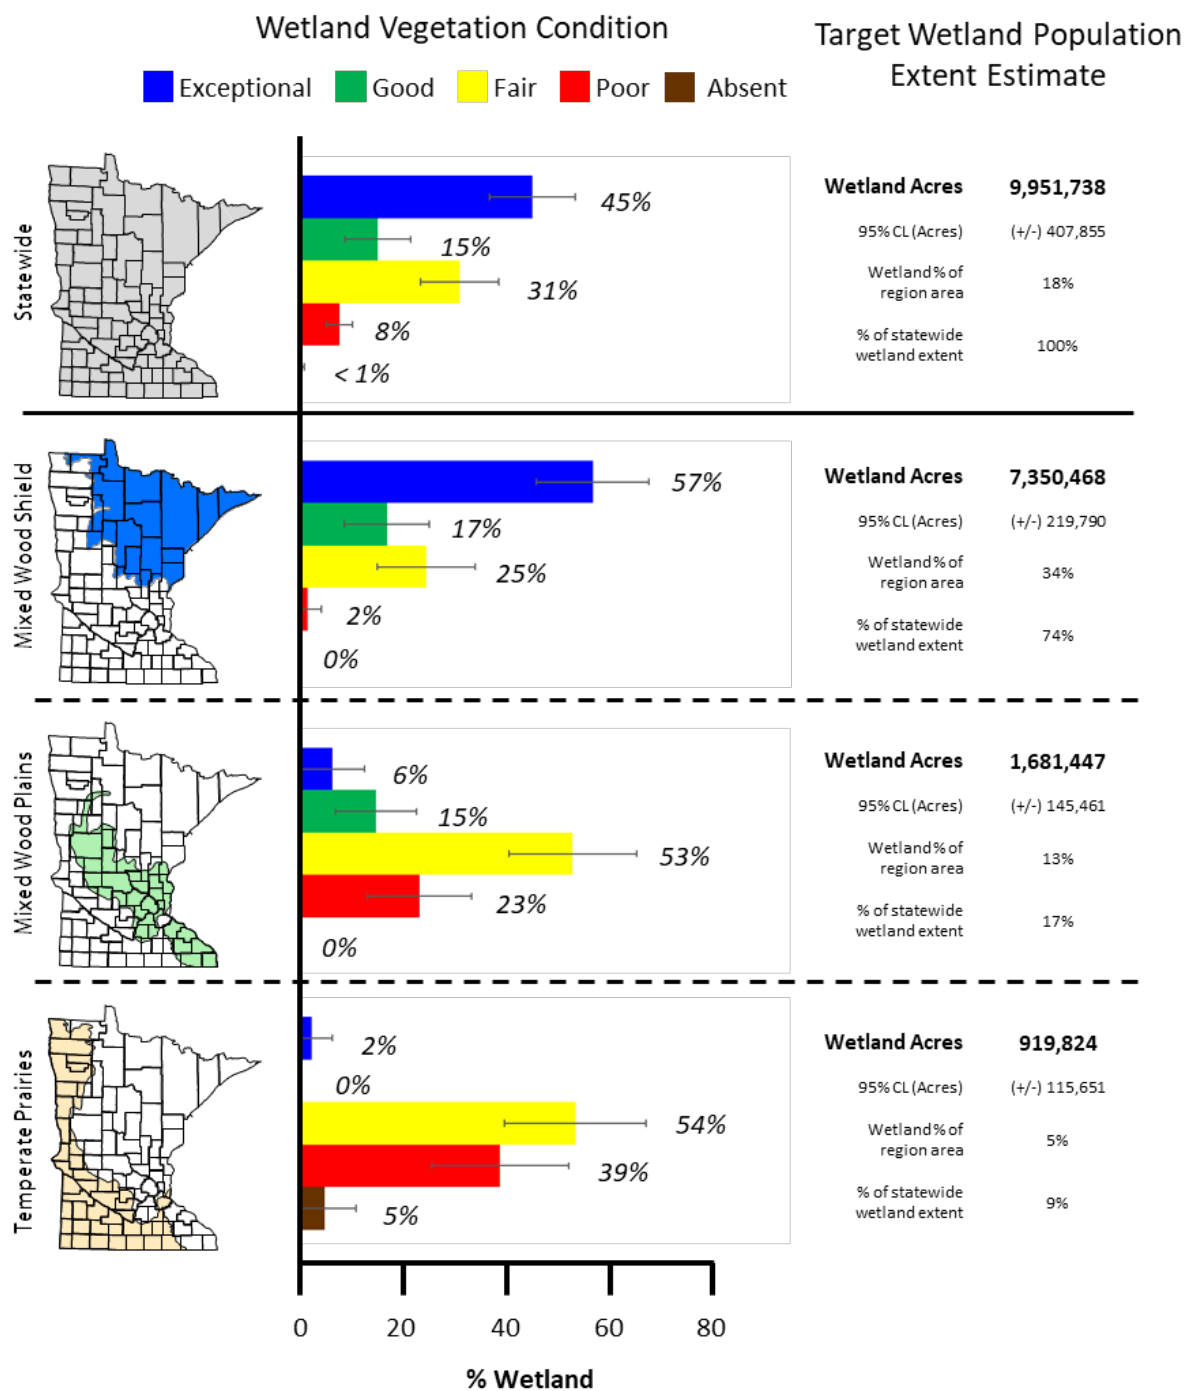 Wetland Vegetation Condition
Target Wetland Population
Extent Estimate
Exceptional Good Fair Poor Absent
Statewide
45%
15%
31%
8%
< 1%
Wetland Acres 9,951,738
95% CL (Acres) (+/-) 407,855
Wetland % of
region area 18%
% of statewide
wetland extent 100%
Mixed Wood Shield
57%
17%
25%
2%
0%
Wetland Acres 7,350,468
95% CL (Acres) (+/-) 219,790
Wetland % of
region area 34%
% of statewide
wetland extent 74%
Mixed Wood Plains
6%
15%
53%
23%
0%
Wetland Acres 1,681,447
95% CL (Acres) (+/-) 145,461
Wetland % of
region area 13%
% of statewide
wetland extent 17%
Temperate Prairies
2%
0%
54%
39%
5%
Wetland Acres 919,824
95% CL (Acres) (+/-) 115,651
Wetland % of
region area 5%
% of statewide
wetland extent 9%
0 20 40 60 80
% Wetland